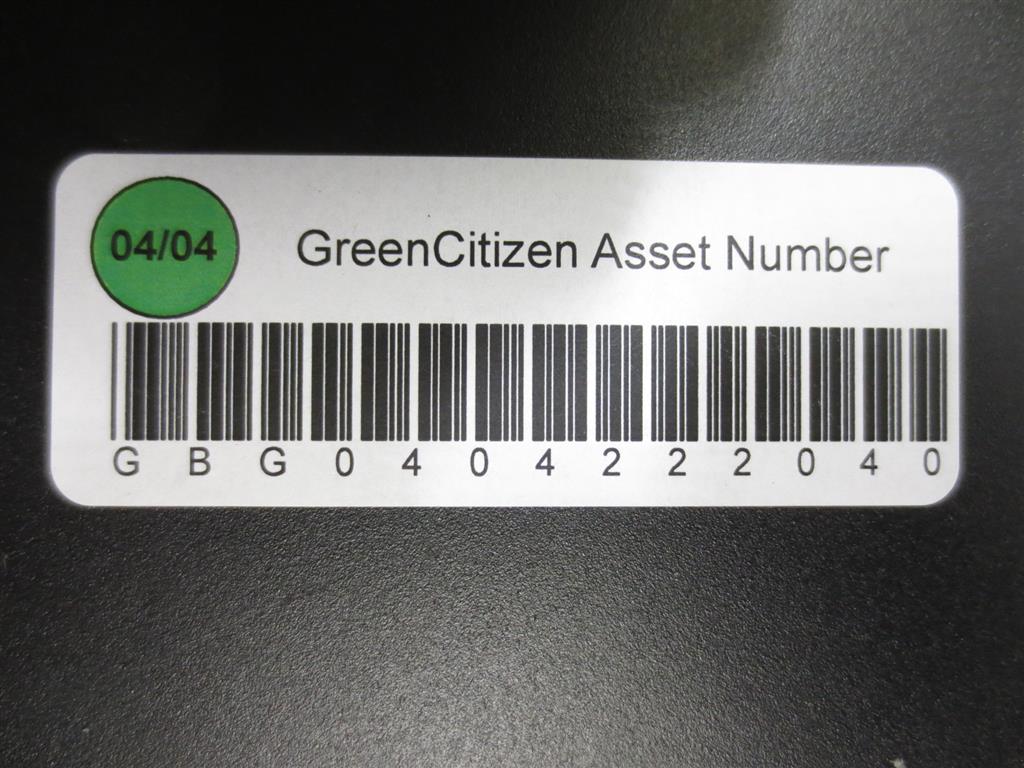 04/04
GreenCitizen Asset Number
G B G 0 4 0 4 2 2 2 0 4 0